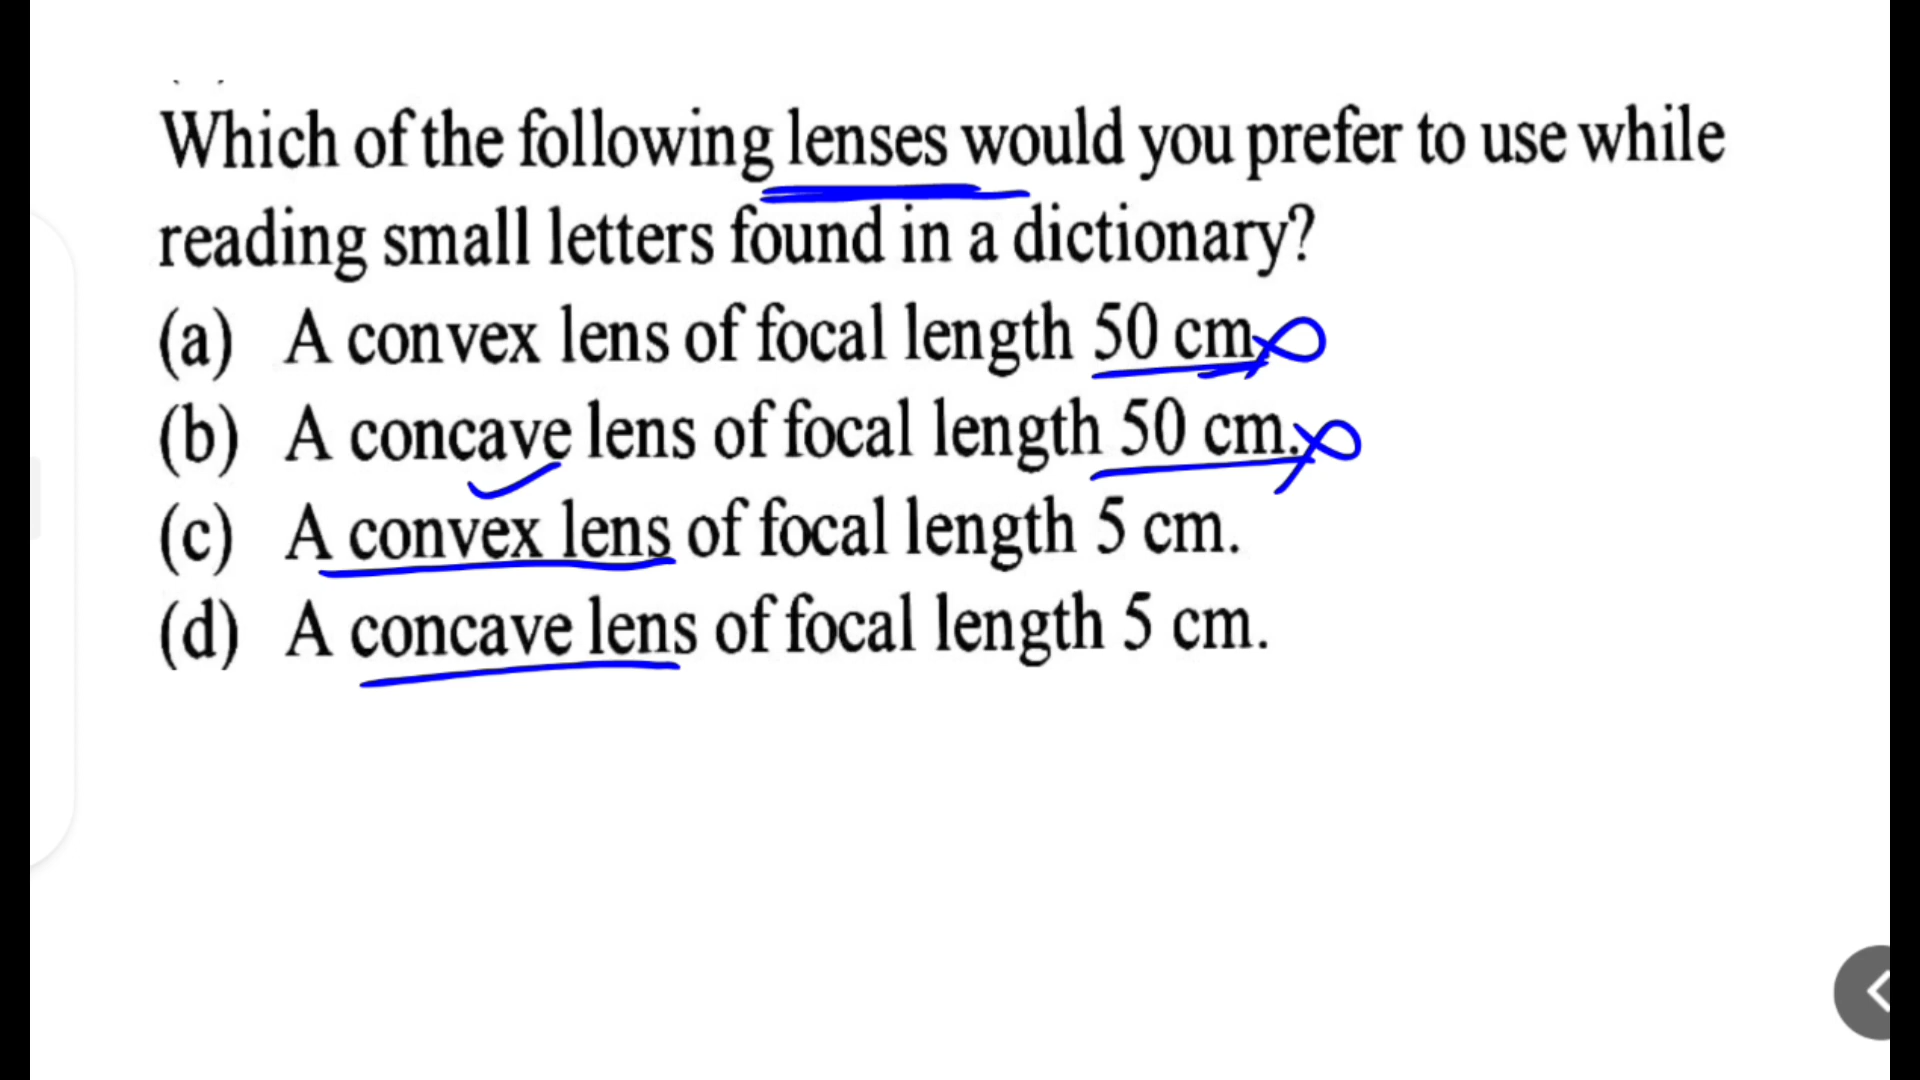 Which of the following lenses would you prefer to use while
reading small letters found in a dictionary?
(a) A convex lens of focal length 50 cm
(b) A concave lens of focal length 50 cm.
(c) A convex lens of focal length 5 cm.
(d) A concave lens of focal length 5 cm.